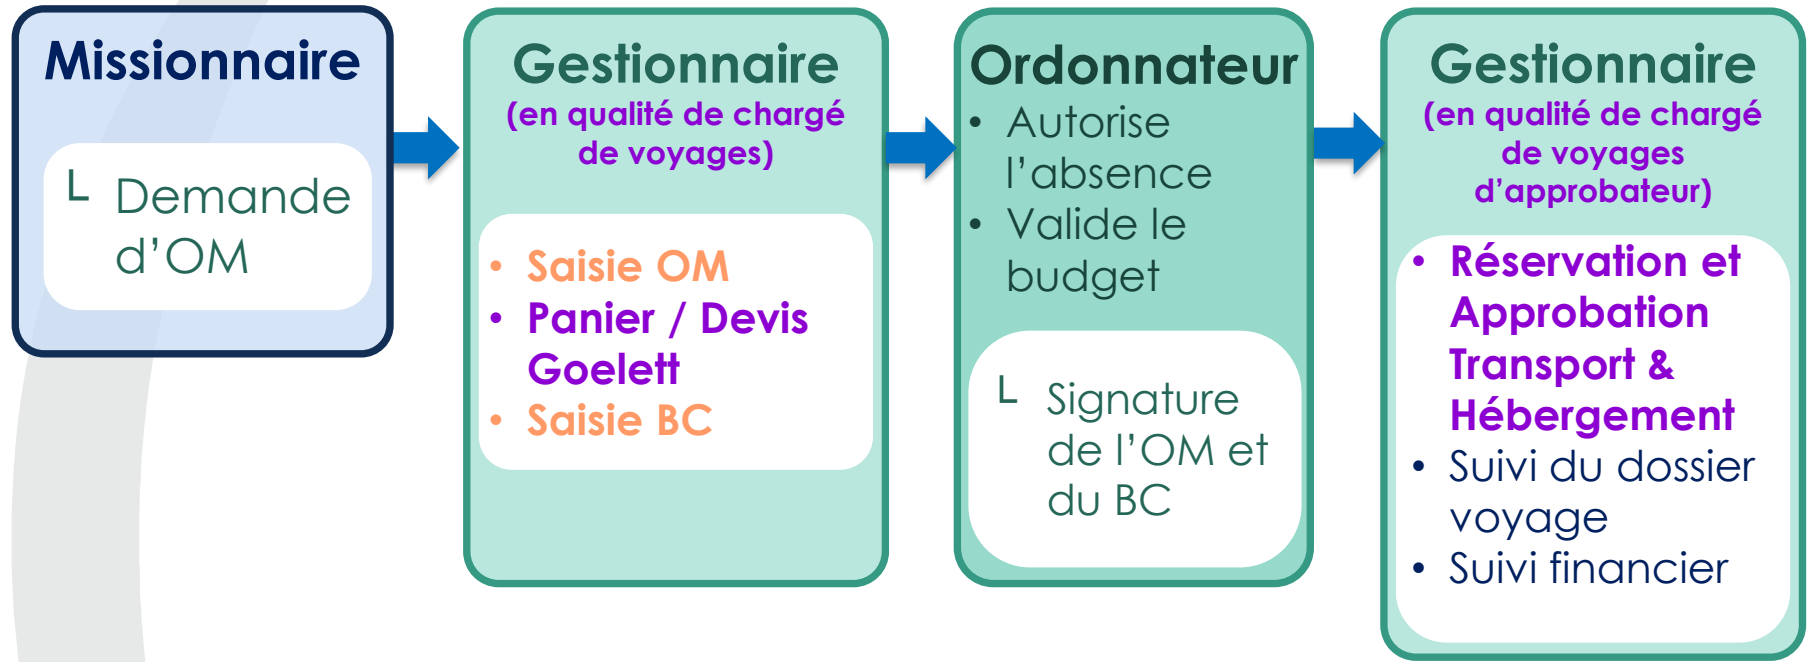 Missionnaire
└ Demande
d’OM
Gestionnaire
(en qualité de chargé
de voyages)
• Saisie OM
• Panier / Devis
Goelett
• Saisie BC
Ordonnateur
• Autorise
l’absence
• Valide le
budget
└ Signature
de l’OM et
du BC
Gestionnaire
(en qualité de chargé
de voyages
d’approbateur)
• Réservation et
Approbation
Transport &
Hébergement
• Suivi du dossier
voyage
• Suivi financier